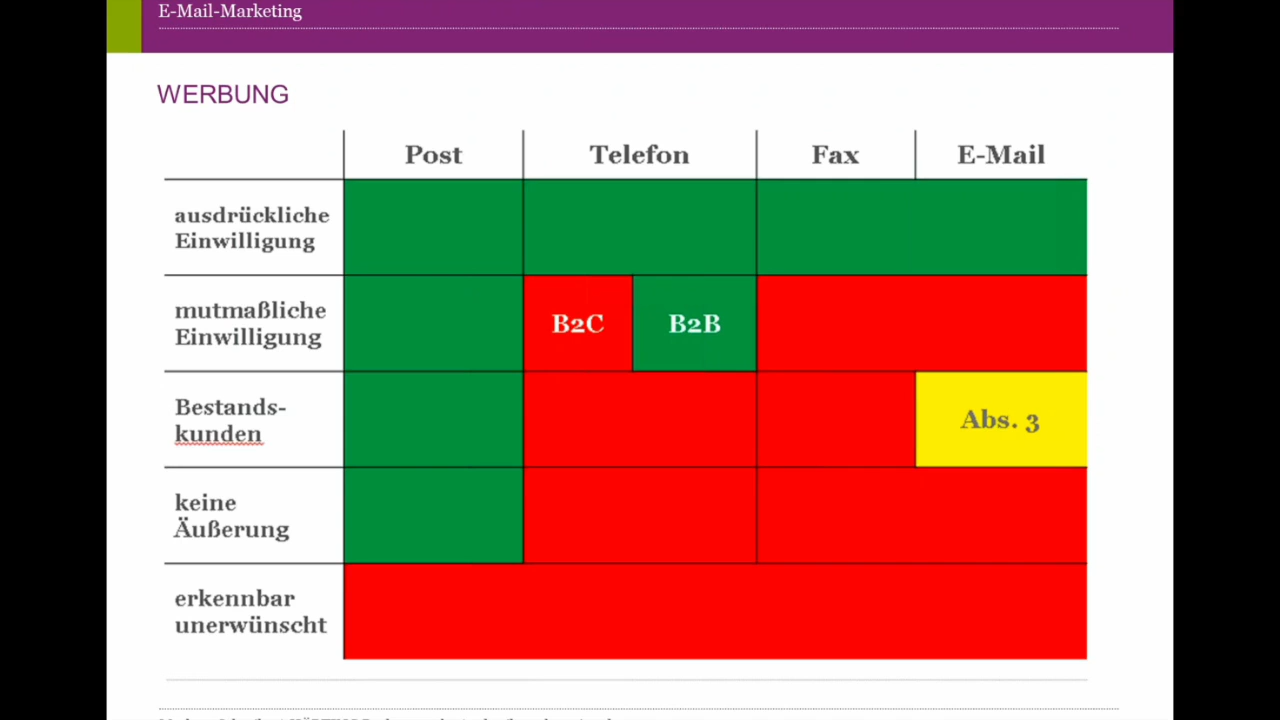 E-Mail-Marketing
WERBUNG
Post Telefon Fax E-Mail
ausdrückliche
Einwilligung
mutmaßliche
Einwilligung
B2C B2B
Bestands-
kunden
Abs. 3
keine
Äußerung
erkennbar
unerwünscht